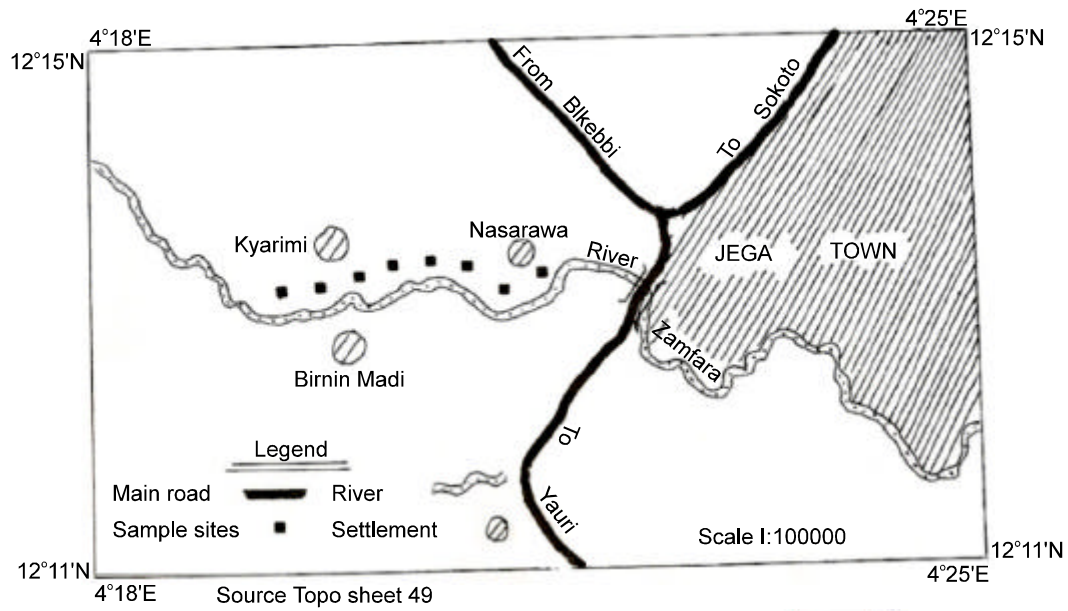 4°18'E
4°25'E
12°15'N
12°15'N
From Blkebbi
To Sokoto
Kyarimi
Nasarawa
River
JEGA TOWN
Zamfara
Birnin Madi
To
Yauri
Legend
Main road
River
Sample sites
Settlement
Scale I:100000
12°11'N
12°11'N
4°18'E
4°25'E
Source Topo sheet 49